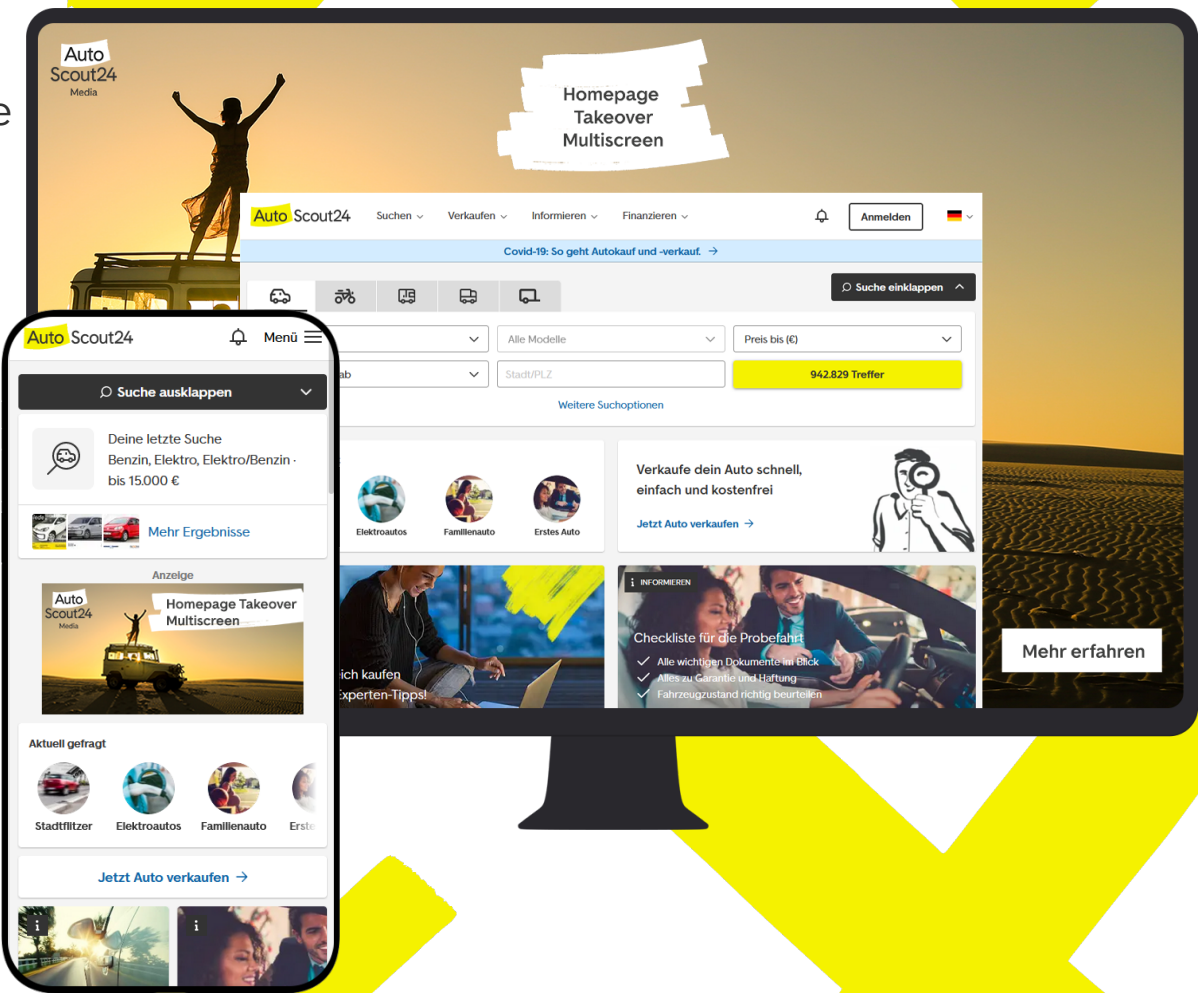 e
Auto
Scout24
Media
Homepage
Takeover
Multiscreen
Auto Scout24 Suchen Verkaufen Informieren Finanzieren Anmelden
Covid-19: So geht Autokauf und -verkauf. →
Suche einklappen
Alle Modelle Preis bis (€)
ab Stadt/PLZ 942.829 Treffer
Weitere Suchoptionen
Elektroautos Familienauto Erstes Auto
Verkaufe dein Auto schnell,
einfach und kostenfrei
Jetzt Auto verkaufen →
ich kaufen
Experten-Tipps!
i INFORMIEREN
Checkliste für die Probefahrt
Alle wichtigen Dokumente im Blick
Alles zu Garantie und Haftung
Fahrzeugzustand richtig beurteilen
Mehr erfahren
Auto Scout24 Menü
Suche ausklappen
Deine letzte Suche
Benzin, Elektro, Elektro/Benzin ·
bis 15.000 €
Mehr Ergebnisse
Anzeige
Auto
Scout24
Media
Homepage Takeover
Multiscreen
Aktuell gefragt
Stadtflitzer Elektroautos Familienauto Erste
Jetzt Auto verkaufen →
i i